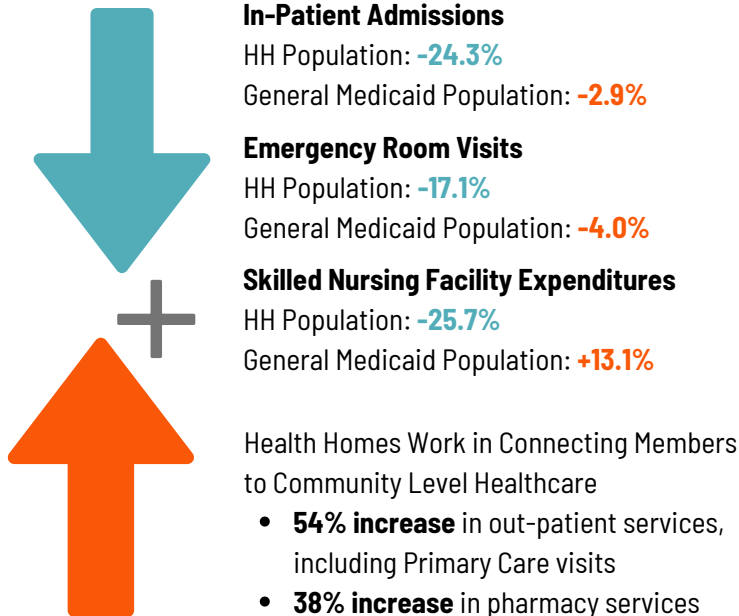 In-Patient Admissions
HH Population: -24.3%
General Medicaid Population: -2.9%
Emergency Room Visits
HH Population: -17.1%
General Medicaid Population: -4.0%
Skilled Nursing Facility Expenditures
HH Population: -25.7%
General Medicaid Population: +13.1%
Health Homes Work in Connecting Members
to Community Level Healthcare
• 54% increase in out-patient services,
including Primary Care visits
• 38% increase in pharmacy services